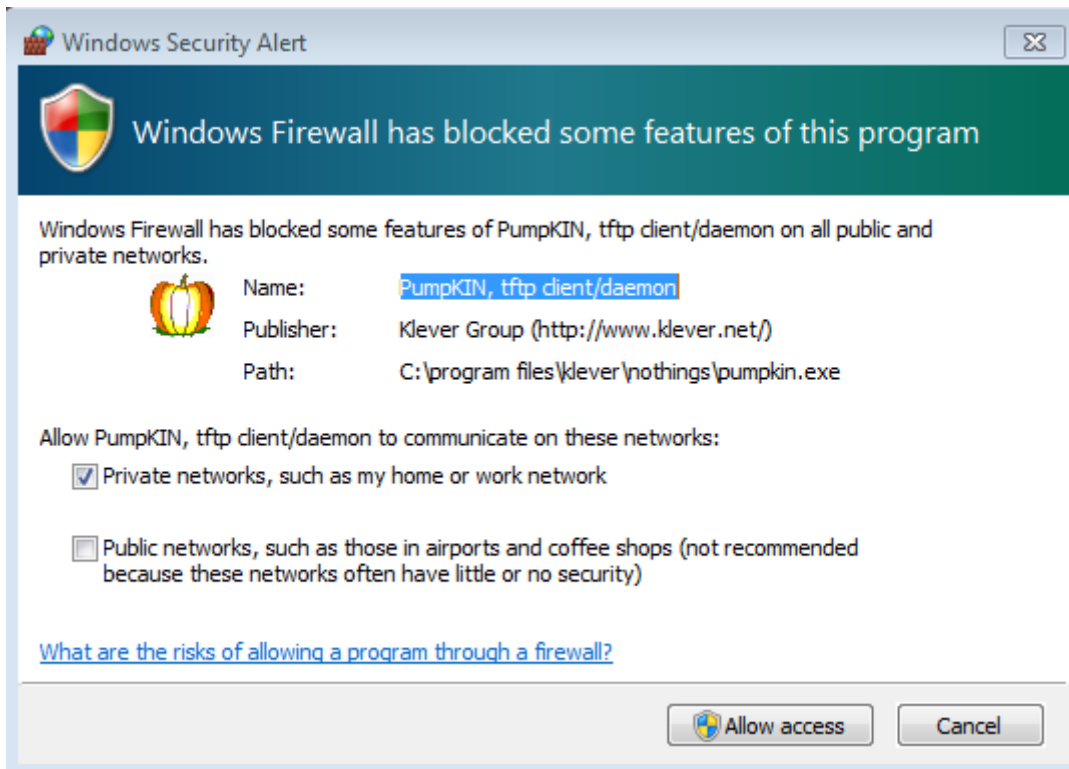 Windows Security Alert
Windows Firewall has blocked some features of this program
Windows Firewall has blocked some features of PumpKIN, tftp client/daemon on all public and
private networks.
Name: PumpKIN, tftp client/daemon
Publisher: Klever Group (http://www.klever.net/)
Path: C:\program files\klever\nothings\pumpkin.exe
Allow PumpKIN, tftp client/daemon to communicate on these networks:
Private networks, such as my home or work network
Public networks, such as those in airports and coffee shops (not recommended
because these networks often have little or no security)
What are the risks of allowing a program through a firewall?
Allow access Cancel